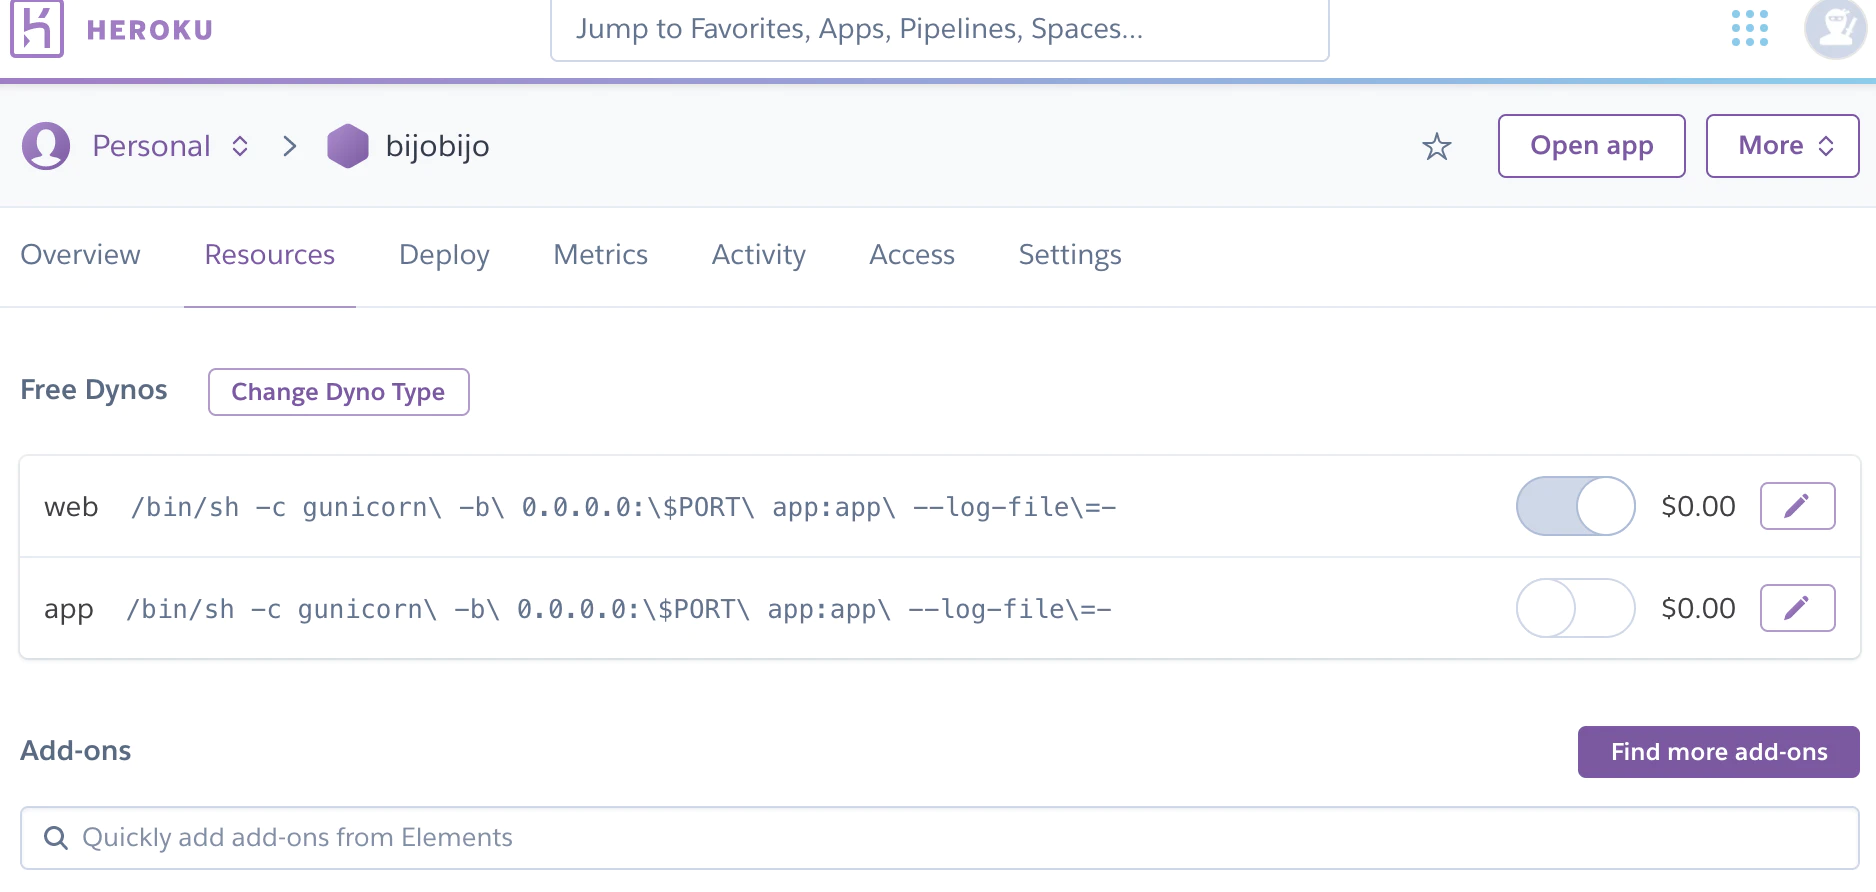 HEROKU
Jump to Favorites, Apps, Pipelines, Spaces...
Personal
bijobijo
Open app
More
Overview Resources Deploy Metrics Activity Access Settings
Free Dynos
Change Dyno Type
web /bin/sh -c gunicorn\ -b\ 0.0.0.0:\$PORT\ app:app\ --log-file\=- $0.00
app /bin/sh -c gunicorn\ -b\ 0.0.0.0:\$PORT\ app:app\ --log-file\=- $0.00
Add-ons
Find more add-ons
Quickly add add-ons from Elements